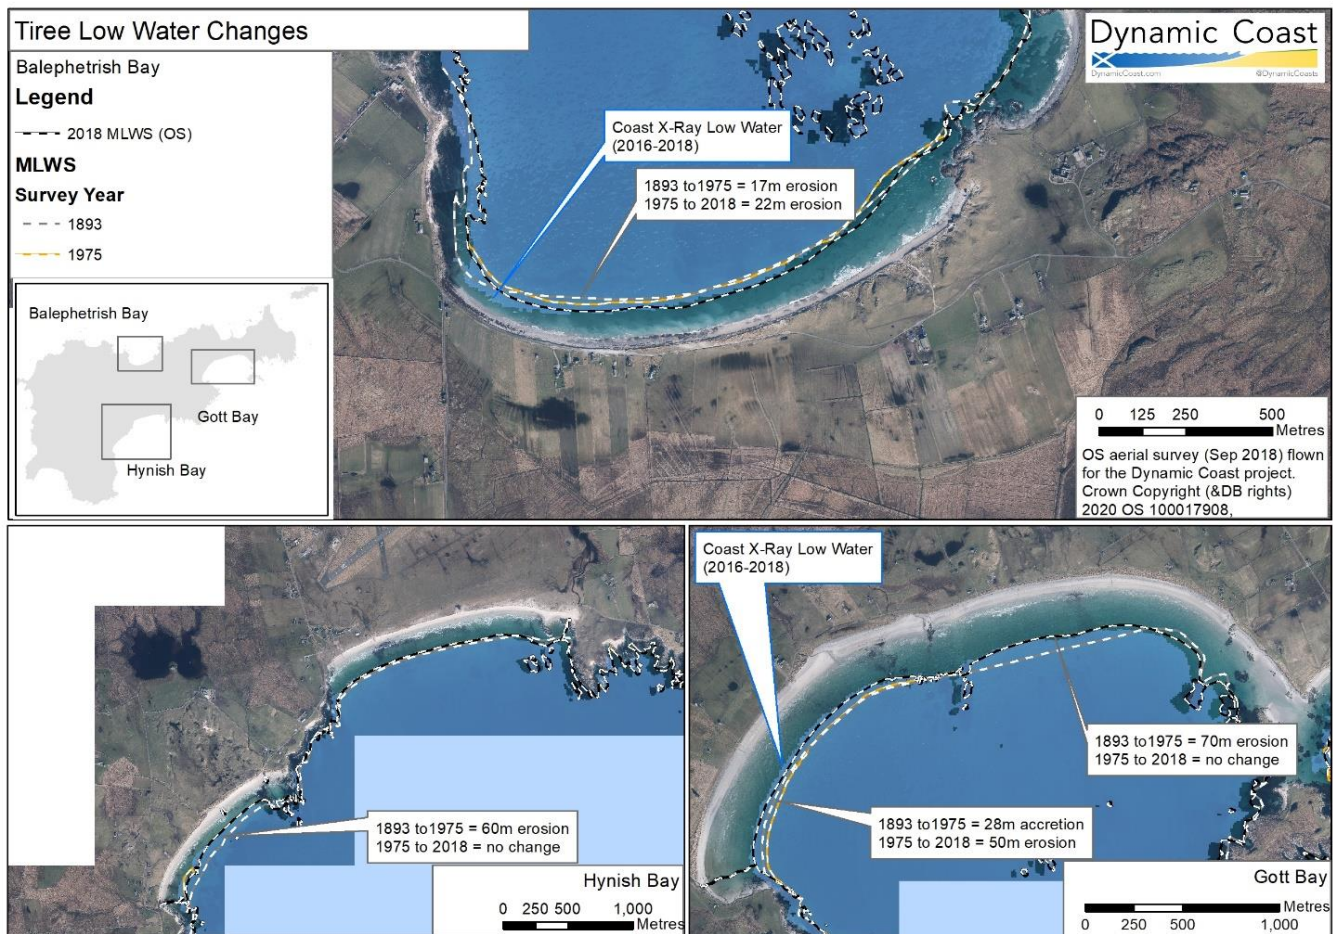 Tiree Low Water Changes
Balephetrish Bay
Legend
2018 MLWS (OS)
MLWS
Survey Year
1893
1975
Balephetrish Bay
Gott Bay
Hynish Bay
Coast X-Ray Low Water
(2016-2018)
1893 to1975 = 17m erosion
1975 to 2018 = 22m erosion
Dynamic Coast
DynamicCoast.com
@DynamicCoasts
0 125 250 500
Metres
OS aerial survey (Sep 2018) flown
for the Dynamic Coast project.
Crown Copyright (&DB rights)
2020 OS 100017908,
1893 to1975 = 60m erosion
1975 to 2018 = no change
Hynish Bay
0 250 500 1,000
Metres
Coast X-Ray Low Water
(2016-2018)
1893 to1975 = 70m erosion
1975 to 2018 = no change
1893 to1975 = 28m accretion
1975 to 2018 = 50m erosion
Gott Bay
Metres
0 250 500 1,000